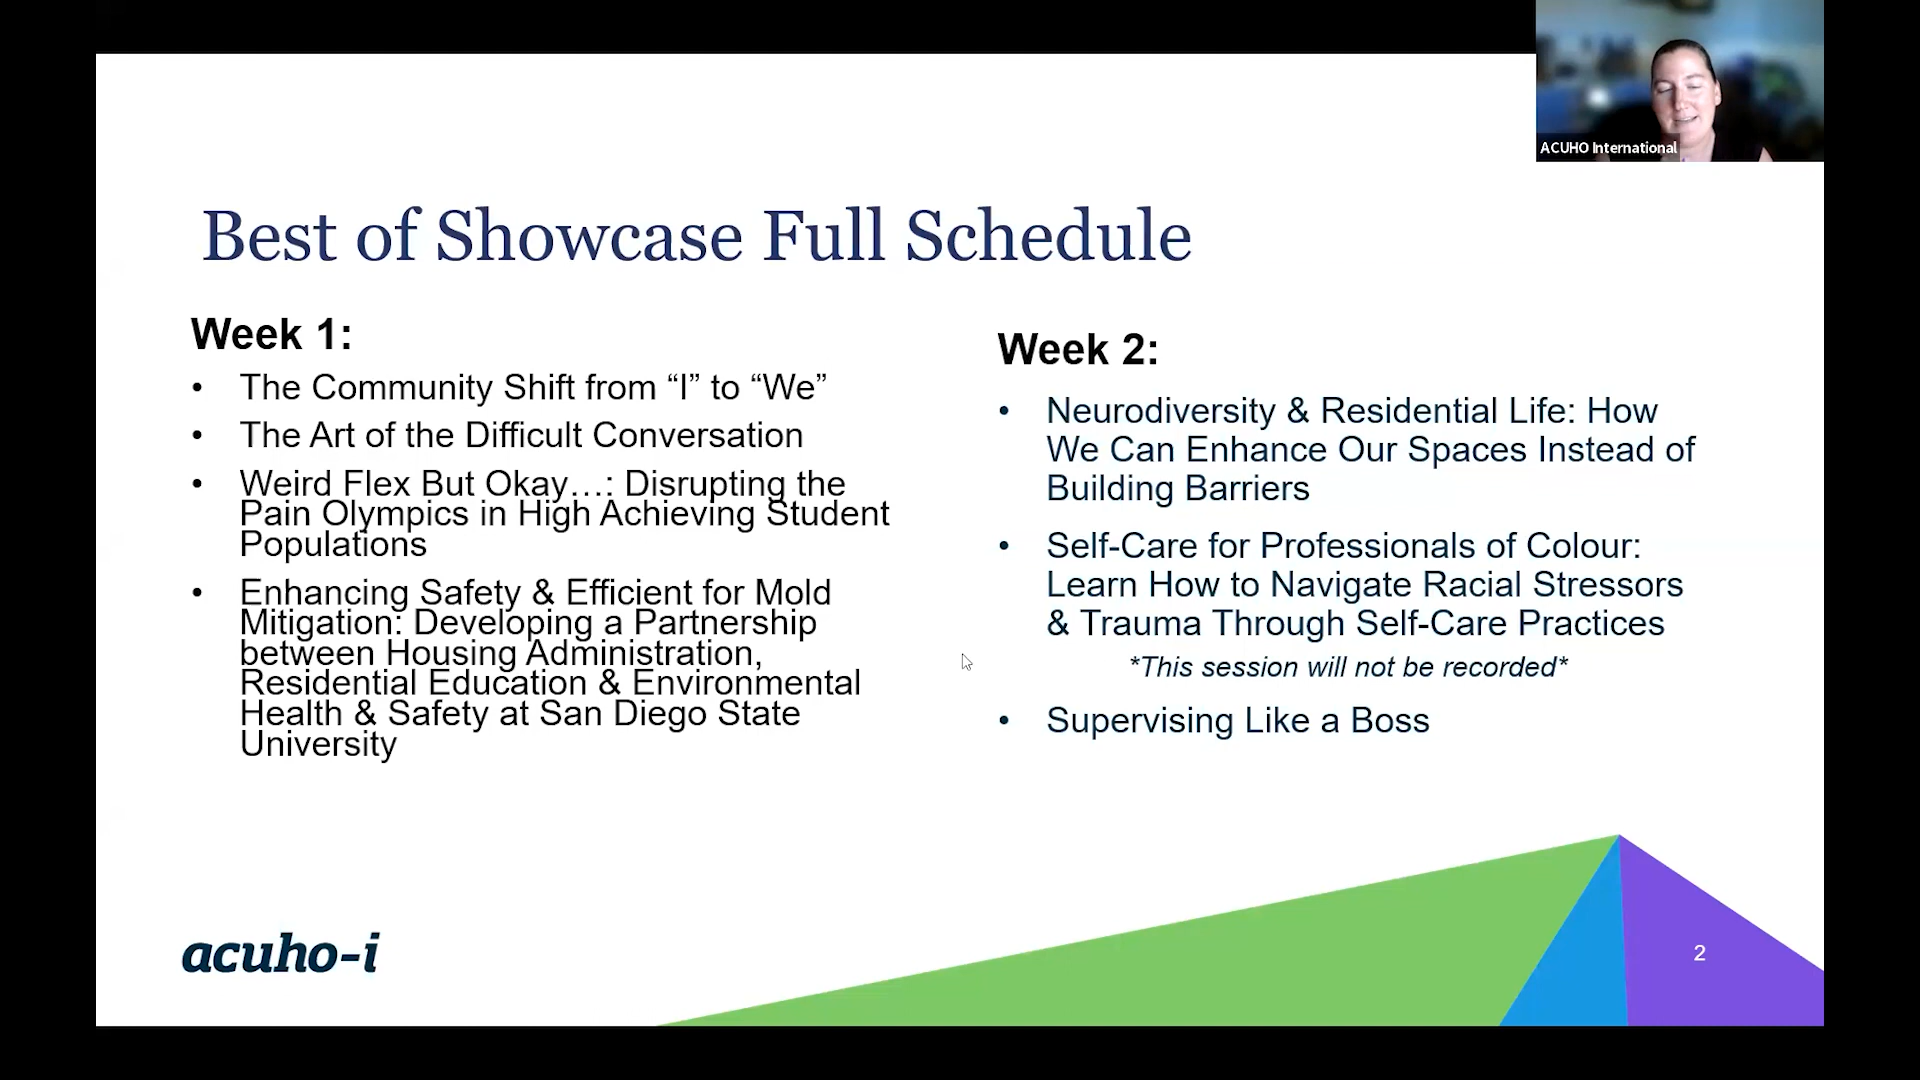 ACUHO International
Best of Showcase Full Schedule
Week 1:
• The Community Shift from “I” to “We”
• The Art of the Difficult Conversation
• Weird Flex But Okay…: Disrupting the
Pain Olympics in High Achieving Student
Populations
• Enhancing Safety & Efficient for Mold
Mitigation: Developing a Partnership
between Housing Administration,
Residential Education & Environmental
Health & Safety at San Diego State
University
Week 2:
• Neurodiversity & Residential Life: How
We Can Enhance Our Spaces Instead of
Building Barriers
• Self-Care for Professionals of Colour:
Learn How to Navigate Racial Stressors
& Trauma Through Self-Care Practices
*This session will not be recorded*
• Supervising Like a Boss
acuho-i
2